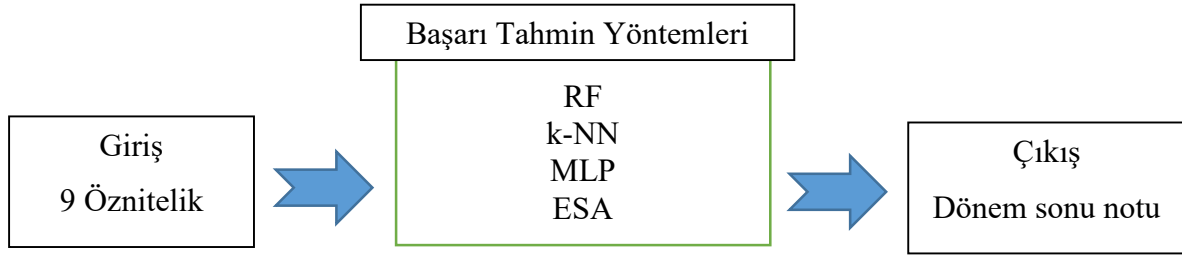 Başarı Tahmin Yöntemleri
Giriş
9 Öznitelik
RF
k-NN
MLP
ESA
Çıkış
Dönem sonu notu